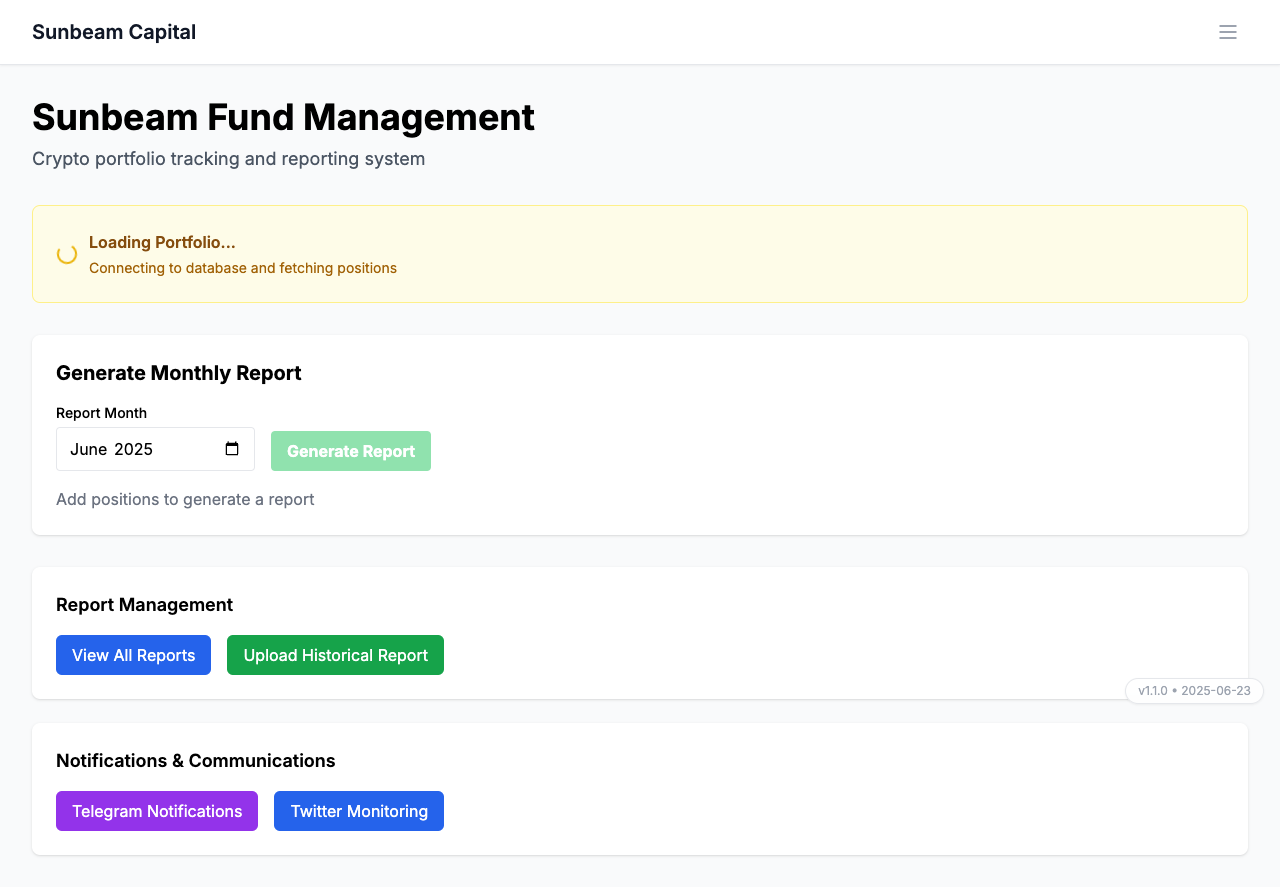 Sunbeam Capital
Sunbeam Fund Management
Crypto portfolio tracking and reporting system
Loading Portfolio...
Connecting to database and fetching positions
Generate Monthly Report
Report Month
June 2025
Generate Report
Add positions to generate a report
Report Management
View All Reports
Upload Historical Report
v1.1.0 • 2025-06-23
Notifications & Communications
Telegram Notifications
Twitter Monitoring